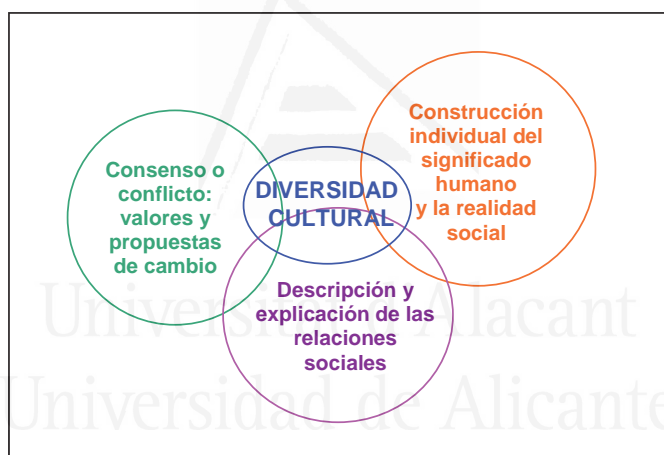 Consenso o
conflicto:
valores y
propuestas
de cambio
DIVERSIDAD
CULTURAL
Construcción
individual del
significado
humano
y la realidad
social
Descripción y
explicación de las
relaciones
sociales
Universitat d'Alacant
Universidad de Alicante